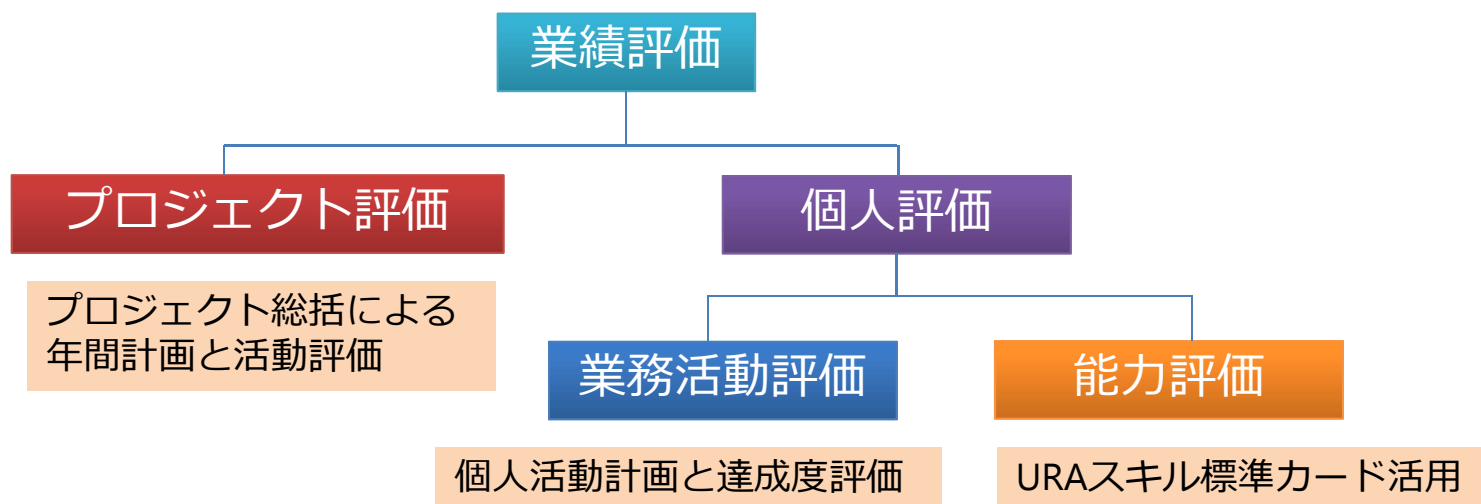 業績評価
プロジェクト評価
個人評価
プロジェクト総括による
年間計画と活動評価
業務活動評価
能力評価
個人活動計画と達成度評価
URAスキル標準カード活用